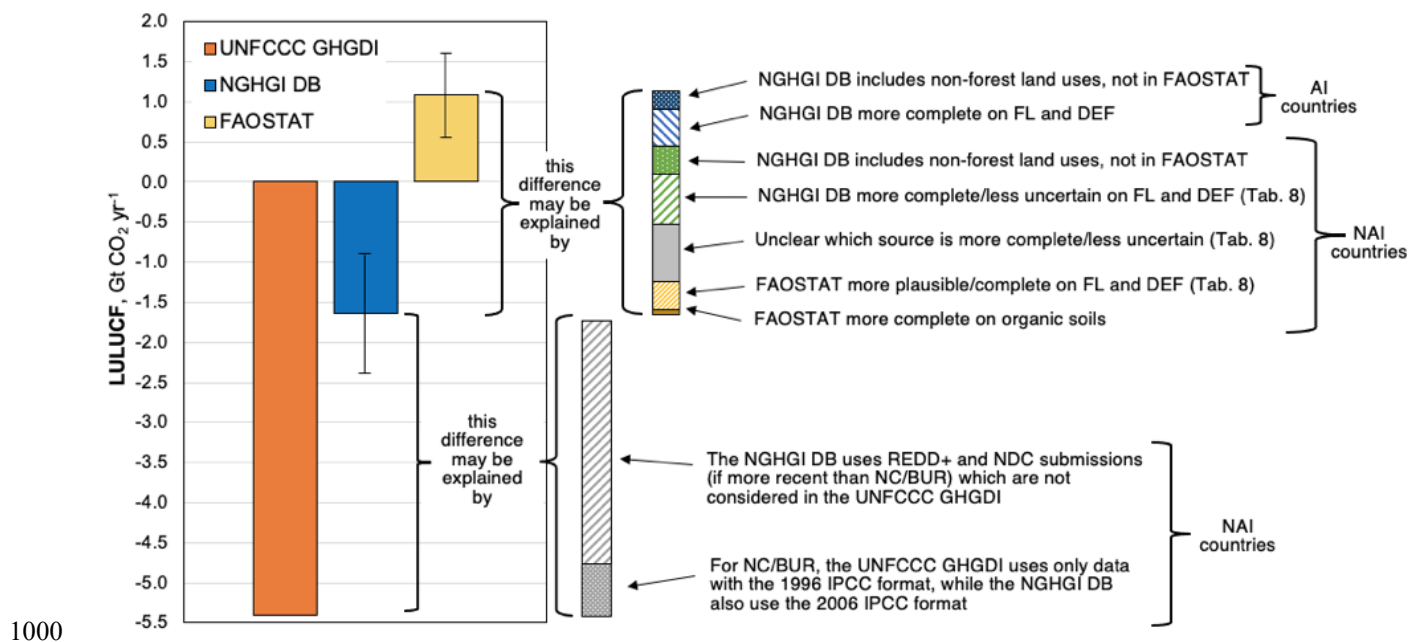 2.0
1.5
1.0
0.5
0.0
-0.5
-1.0
-1.5
-2.0
-2.5
-3.0
-3.5
-4.0
-4.5
-5.0
-5.5
LULUCF, Gt CO₂ yr⁻¹
UNFCCC GHGDI
NGHGI DB
FAOSTAT
this
difference
may be
explained
by
NGHGI DB includes non-forest land uses, not in FAOSTAT
NGHGI DB more complete on FL and DEF
AI
countries
NGHGI DB includes non-forest land uses, not in FAOSTAT
NGHGI DB more complete/less uncertain on FL and DEF (Tab. 8)
Unclear which source is more complete/less uncertain (Tab. 8)
FAOSTAT more plausible/complete on FL and DEF (Tab. 8)
FAOSTAT more complete on organic soils
NAI
countries
this
difference
may be
explained
by
The NGHGI DB uses REDD+ and NDC submissions
(if more recent than NC/BUR) which are not
considered in the UNFCCC GHGDI
For NC/BUR, the UNFCCC GHGDI uses only data
with the 1996 IPCC format, while the NGHGI DB
also use the 2006 IPCC format
NAI
countries
1000